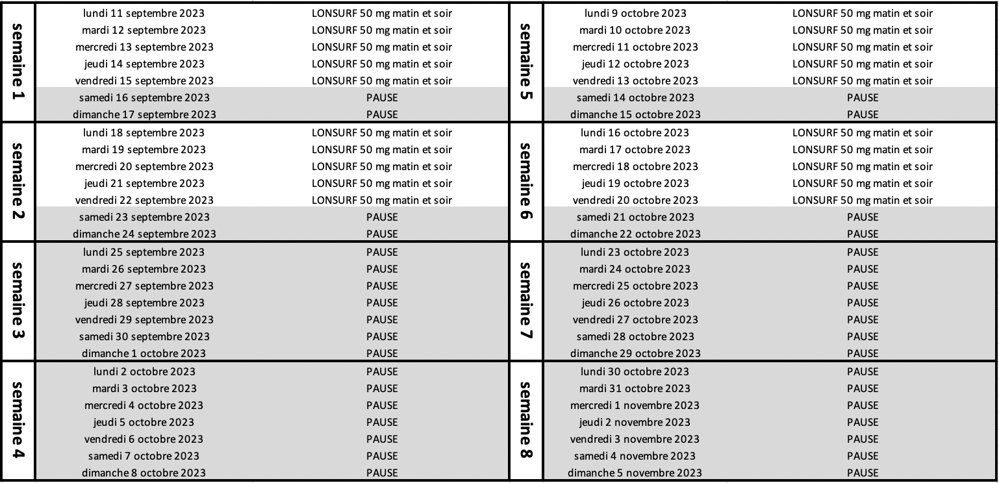 semaine 1
lundi 11 septembre 2023 LONSURF 50 mg matin et soir
mardi 12 septembre 2023 LONSURF 50 mg matin et soir
mercredi 13 septembre 2023 LONSURF 50 mg matin et soir
jeudi 14 septembre 2023 LONSURF 50 mg matin et soir
vendredi 15 septembre 2023 LONSURF 50 mg matin et soir
samedi 16 septembre 2023 PAUSE
dimanche 17 septembre 2023 PAUSE
semaine 2
lundi 18 septembre 2023 LONSURF 50 mg matin et soir
mardi 19 septembre 2023 LONSURF 50 mg matin et soir
mercredi 20 septembre 2023 LONSURF 50 mg matin et soir
jeudi 21 septembre 2023 LONSURF 50 mg matin et soir
vendredi 22 septembre 2023 LONSURF 50 mg matin et soir
samedi 23 septembre 2023 PAUSE
dimanche 24 septembre 2023 PAUSE
semaine 3
lundi 25 septembre 2023 PAUSE
mardi 26 septembre 2023 PAUSE
mercredi 27 septembre 2023 PAUSE
jeudi 28 septembre 2023 PAUSE
vendredi 29 septembre 2023 PAUSE
samedi 30 septembre 2023 PAUSE
dimanche 1 octobre 2023 PAUSE
semaine 4
lundi 2 octobre 2023 PAUSE
mardi 3 octobre 2023 PAUSE
mercredi 4 octobre 2023 PAUSE
jeudi 5 octobre 2023 PAUSE
vendredi 6 octobre 2023 PAUSE
samedi 7 octobre 2023 PAUSE
dimanche 8 octobre 2023 PAUSE
semaine 5
lundi 9 octobre 2023 LONSURF 50 mg matin et soir
mardi 10 octobre 2023 LONSURF 50 mg matin et soir
mercredi 11 octobre 2023 LONSURF 50 mg matin et soir
jeudi 12 octobre 2023 LONSURF 50 mg matin et soir
vendredi 13 octobre 2023 LONSURF 50 mg matin et soir
samedi 14 octobre 2023 PAUSE
dimanche 15 octobre 2023 PAUSE
semaine 6
lundi 16 octobre 2023 LONSURF 50 mg matin et soir
mardi 17 octobre 2023 LONSURF 50 mg matin et soir
mercredi 18 octobre 2023 LONSURF 50 mg matin et soir
jeudi 19 octobre 2023 LONSURF 50 mg matin et soir
vendredi 20 octobre 2023 LONSURF 50 mg matin et soir
samedi 21 octobre 2023 PAUSE
dimanche 22 octobre 2023 PAUSE
semaine 7
lundi 23 octobre 2023 PAUSE
mardi 24 octobre 2023 PAUSE
mercredi 25 octobre 2023 PAUSE
jeudi 26 octobre 2023 PAUSE
vendredi 27 octobre 2023 PAUSE
samedi 28 octobre 2023 PAUSE
dimanche 29 octobre 2023 PAUSE
semaine 8
lundi 30 octobre 2023 PAUSE
mardi 31 octobre 2023 PAUSE
mercredi 1 novembre 2023 PAUSE
jeudi 2 novembre 2023 PAUSE
vendredi 3 novembre 2023 PAUSE
samedi 4 novembre 2023 PAUSE
dimanche 5 novembre 2023 PAUSE